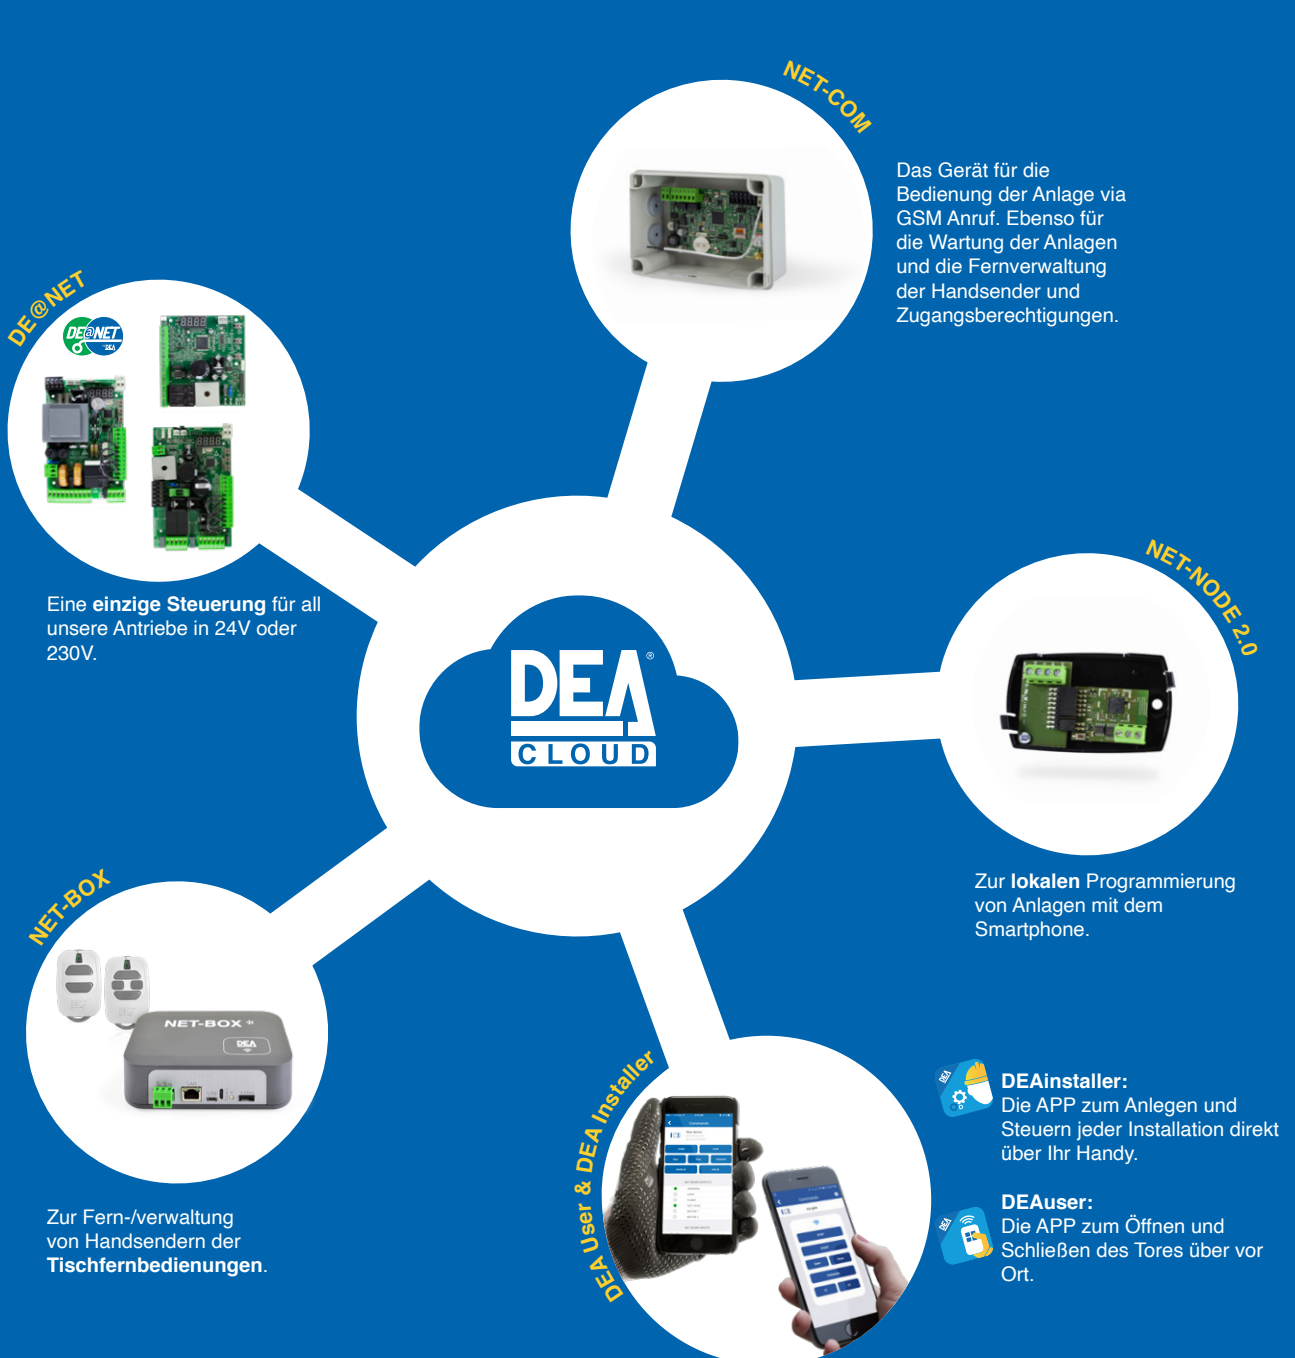 NET-COM
Das Gerät für die
Bedienung der Anlage via
GSM Anruf. Ebenso für
die Wartung der Anlagen
und die Fernverwaltung
der Handsender und
Zugangsberechtigungen.
DE@NET
DE@NET
DEA
Eine einzige Steuerung für all
unsere Antriebe in 24V oder
230V.
DEA®
CLOUD
NET-NODE 2.0
Zur lokalen Programmierung
von Anlagen mit dem
Smartphone.
NET-BOX
NET-BOX
DEA
Zur Fern-/verwaltung
von Handsendern der
Tischfernbedienungen.
DEA User & DEA Installer
Commands
Commands
DEA
DEAinstaller:
Die APP zum Anlegen und
Steuern jeder Installation direkt
über Ihr Handy.
DEA
DEAuser:
Die APP zum Öffnen und
Schließen des Tores über vor
Ort.